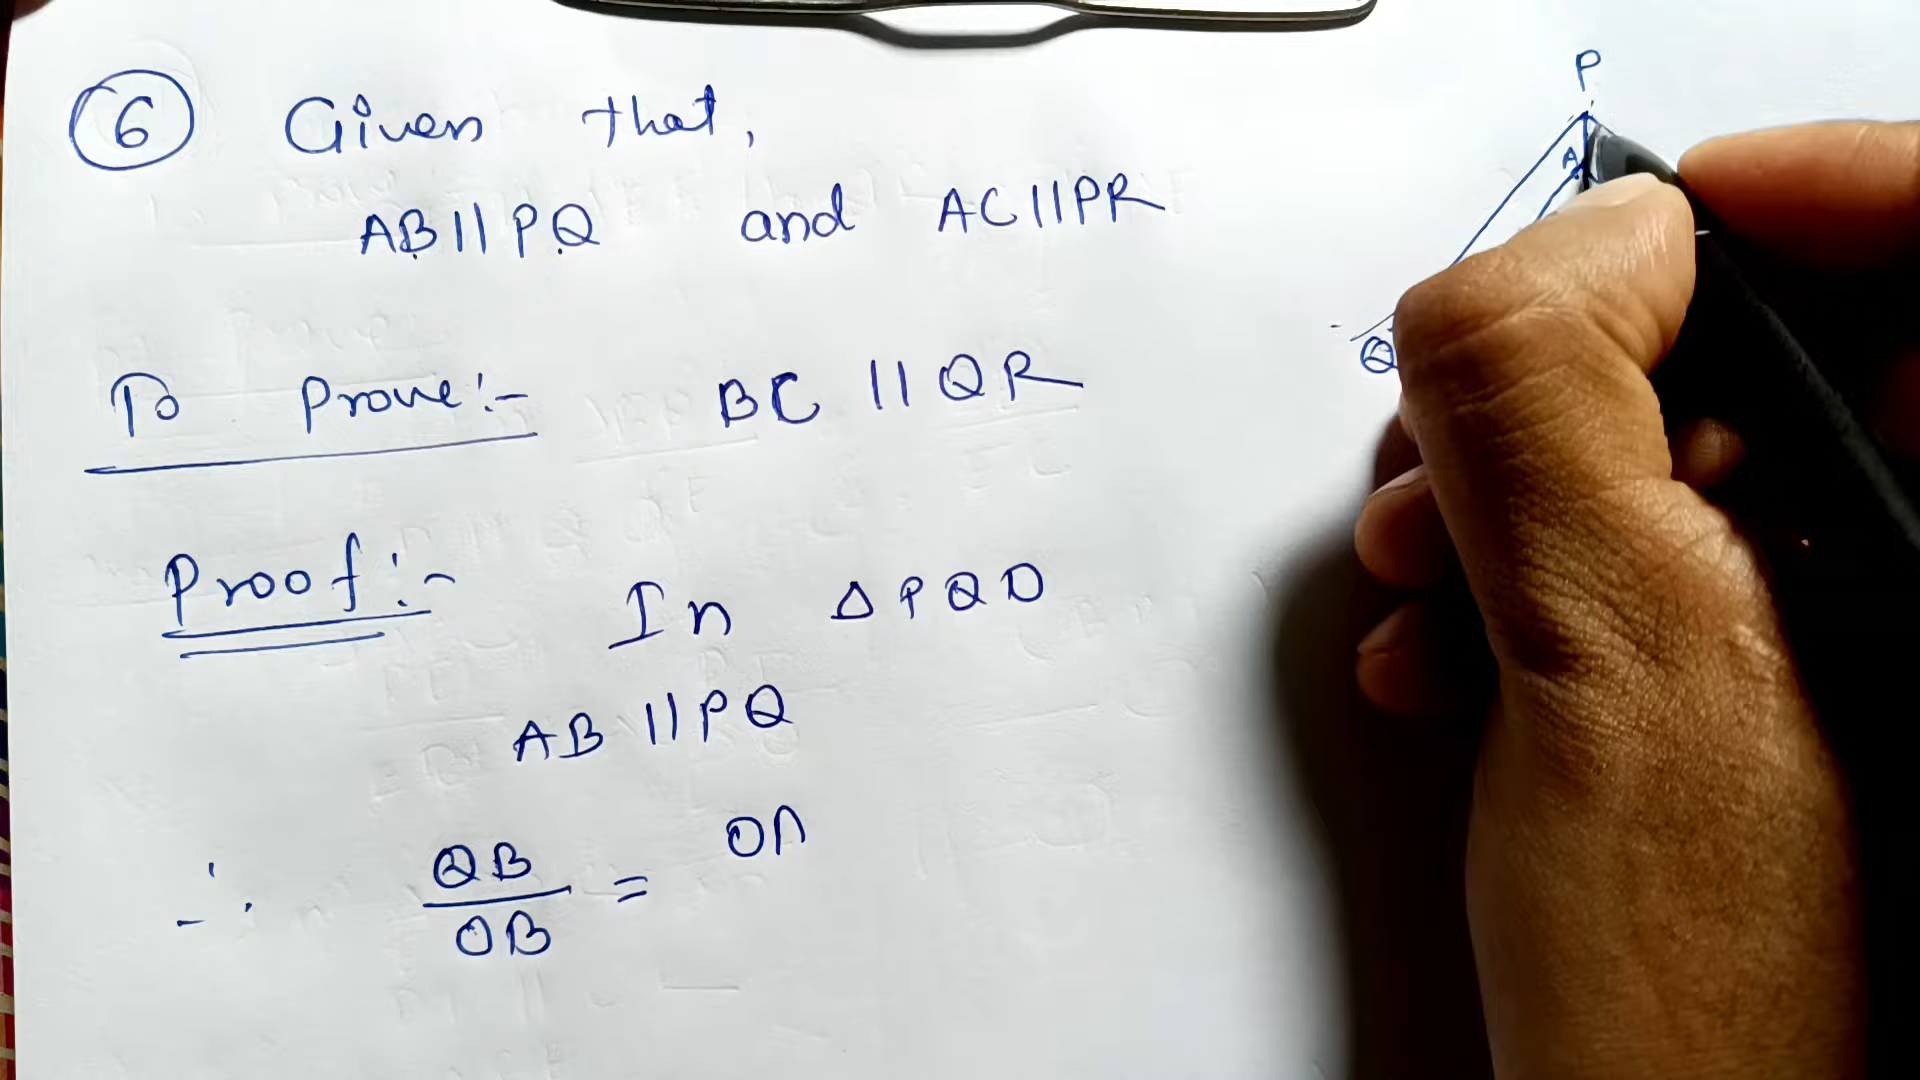 6 Given that,
AB||PQ and AC||PR
To Prove:- BC || QR
Proof:- In △PQO
AB ||PQ
∴ QB/OB = OA
P
A
Q